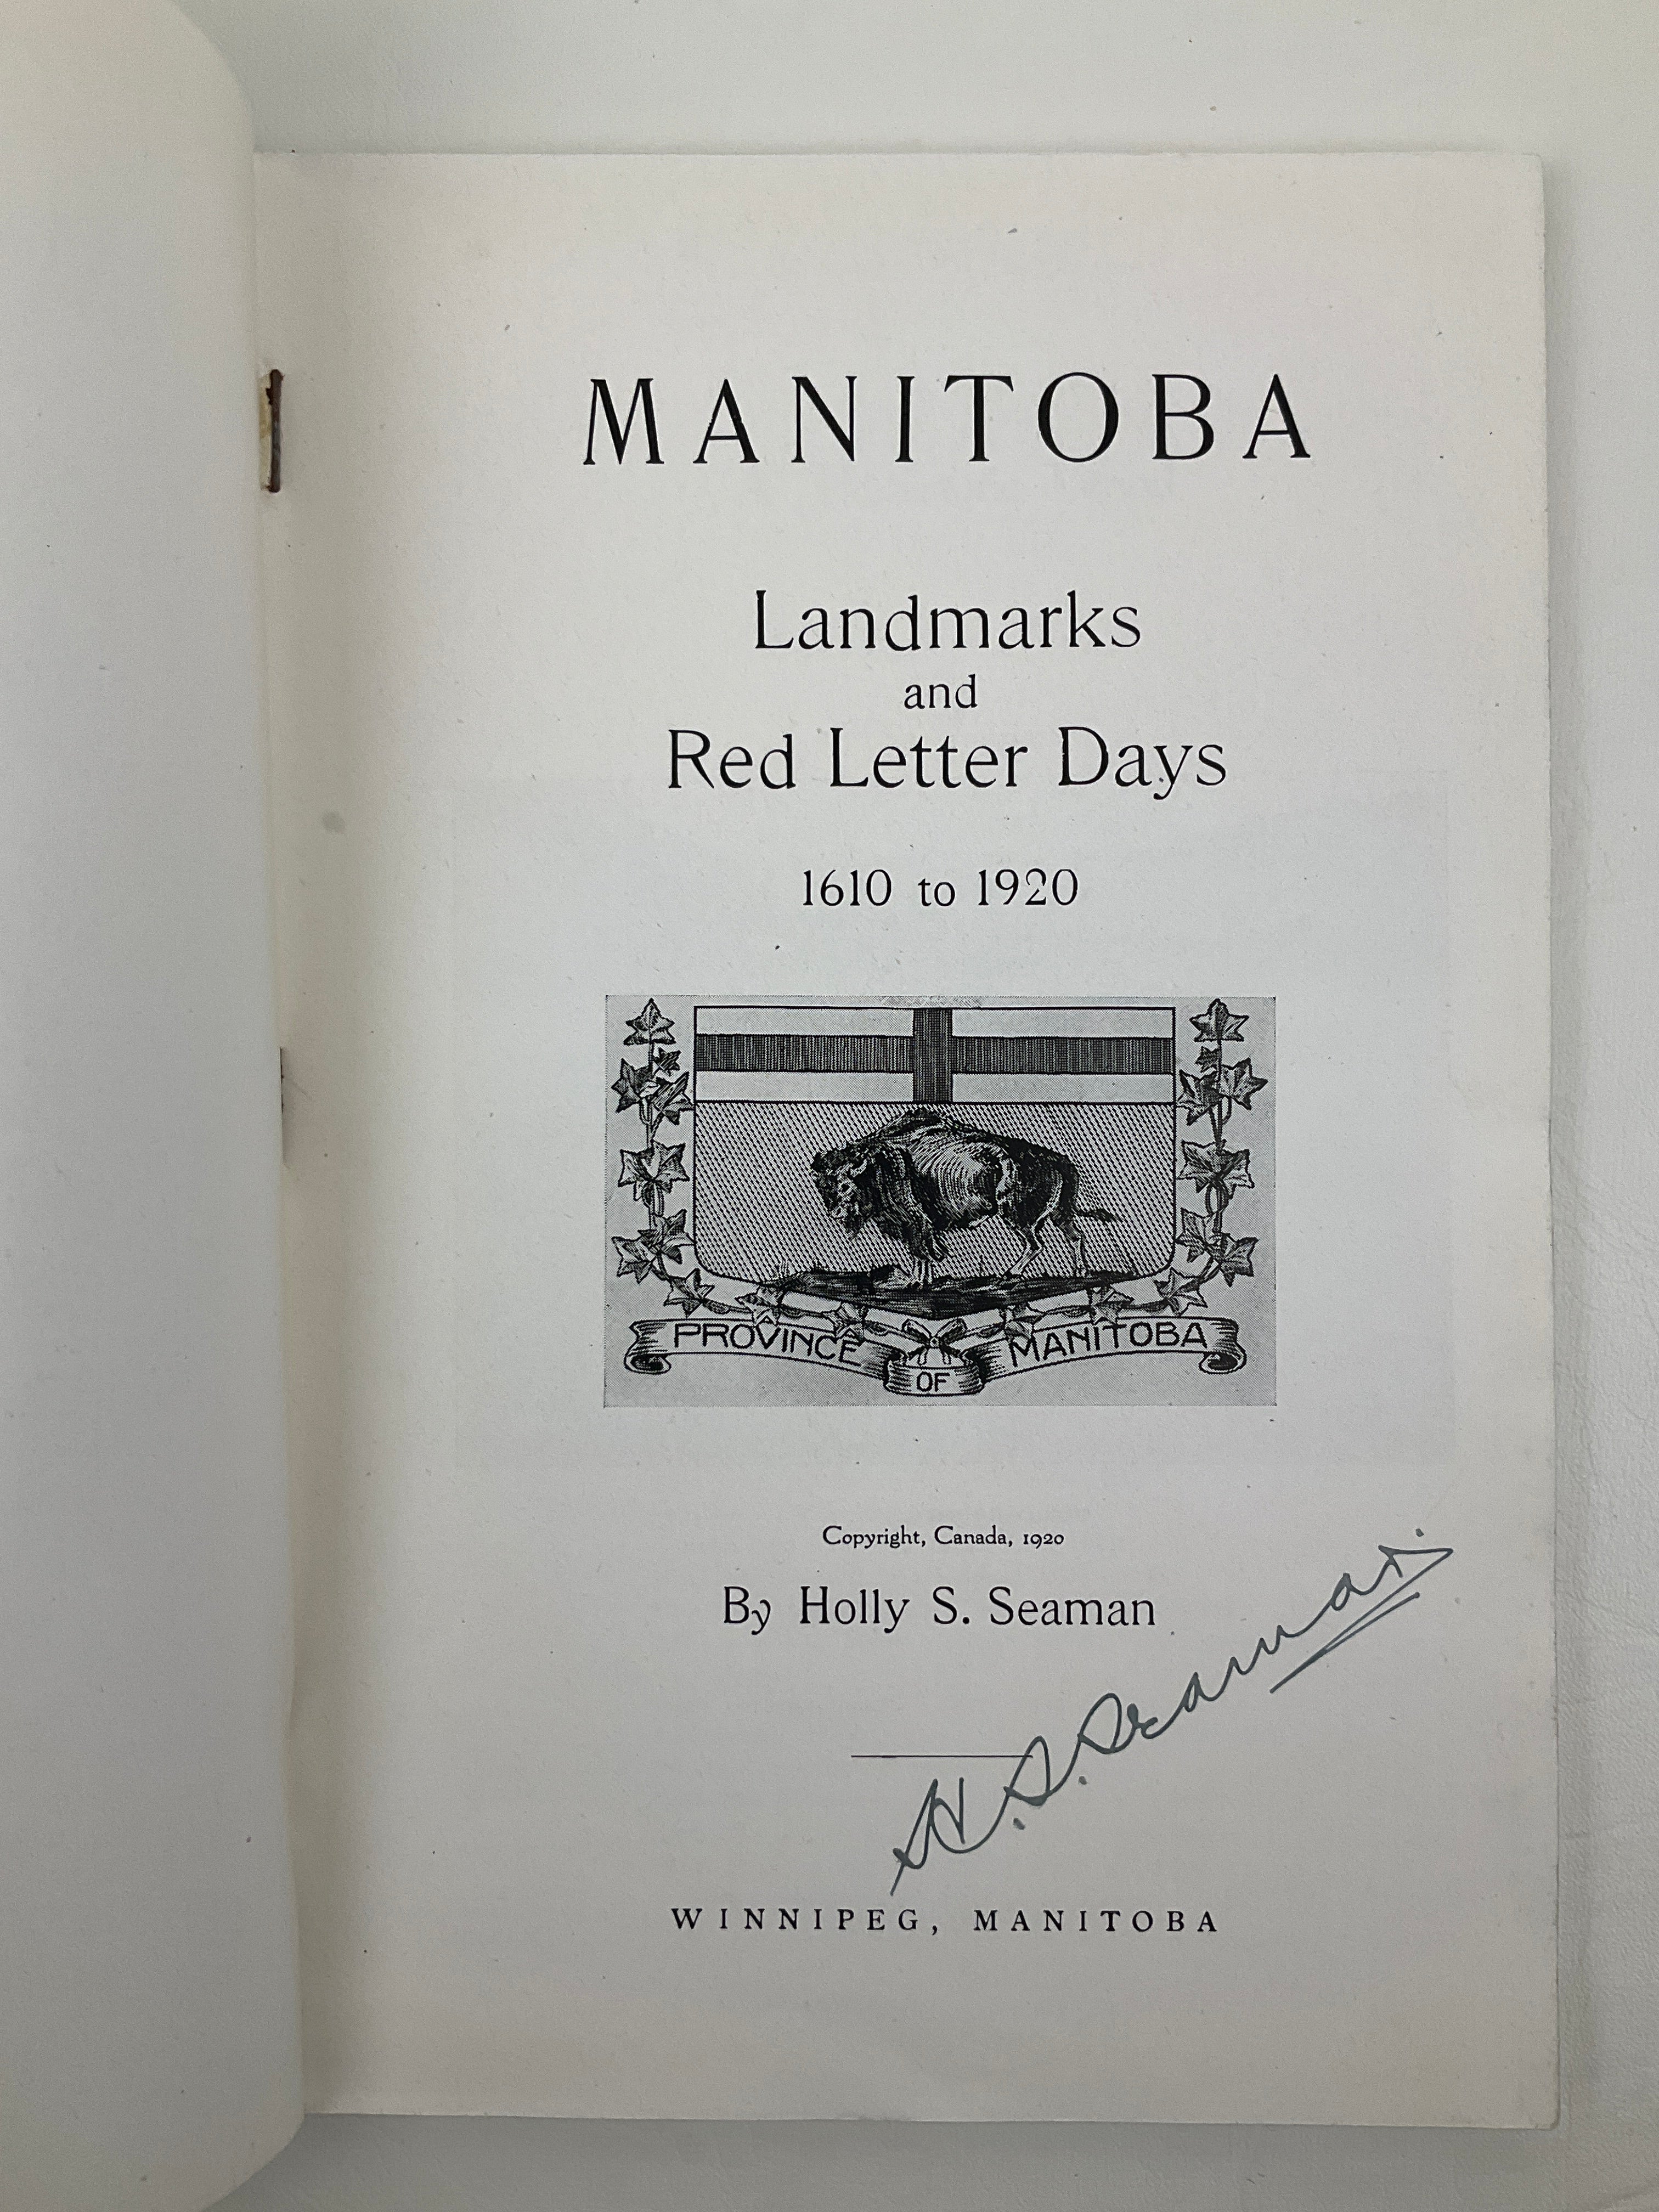 MANITOBA
Landmarks
and
Red Letter Days
1610 to 1920
PROVINCE OF MANITOBA
Copyright, Canada, 1920
By Holly S. Seaman
H. S. Seaman.
WINNIPEG, MANITOBA